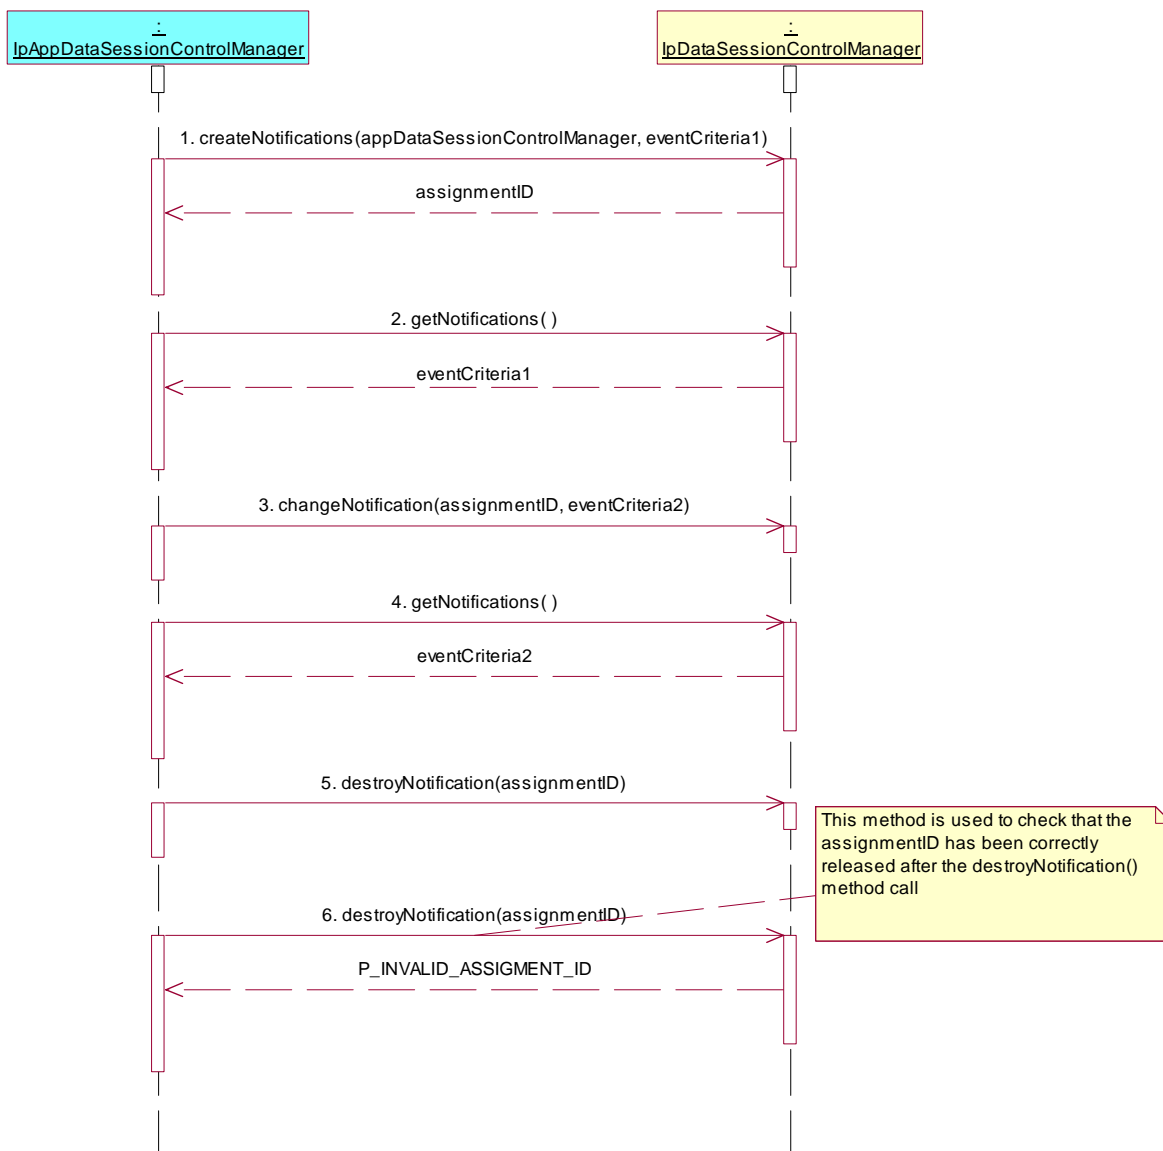 :
IpAppDataSessionControlManager
:
IpDataSessionControlManager
1. createNotifications(appDataSessionControlManager, eventCriteria1)
assignmentID
2. getNotifications( )
eventCriteria1
3. changeNotification(assignmentID, eventCriteria2)
4. getNotifications( )
eventCriteria2
5. destroyNotification(assignmentID)
This method is used to check that the
assignmentID has been correctly
released after the destroyNotification()
method call
6. destroyNotification(assignmentID)
P_INVALID_ASSIGMENT_ID